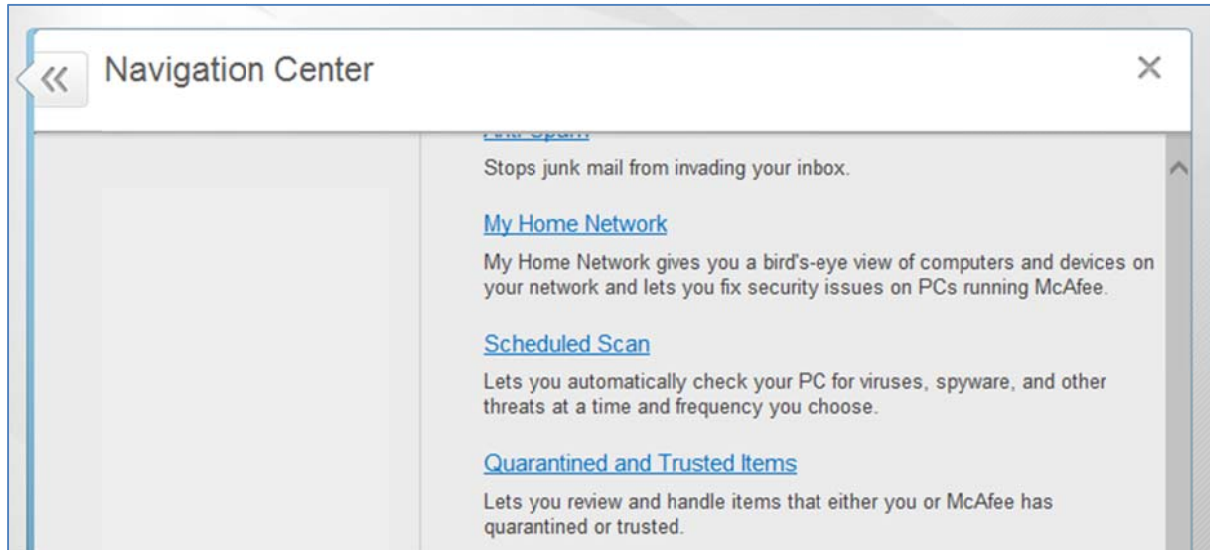 Navigation Center
Anti-Spam
Stops junk mail from invading your inbox.
My Home Network
My Home Network gives you a bird's-eye view of computers and devices on
your network and lets you fix security issues on PCs running McAfee.
Scheduled Scan
Lets you automatically check your PC for viruses, spyware, and other
threats at a time and frequency you choose.
Quarantined and Trusted Items
Lets you review and handle items that either you or McAfee has
quarantined or trusted.